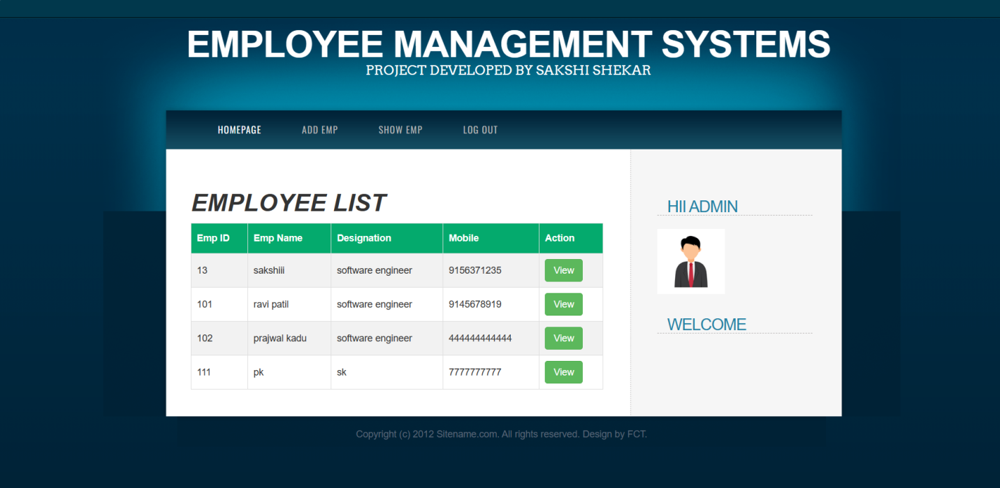 EMPLOYEE MANAGEMENT SYSTEMS
PROJECT DEVELOPED BY SAKSHI SHEKAR
HOMEPAGE ADD EMP SHOW EMP LOG OUT
EMPLOYEE LIST
Emp ID Emp Name Designation Mobile Action
13 sakshiii software engineer 9156371235 View
101 ravi patil software engineer 9145678919 View
102 prajwal kadu software engineer 444444444444 View
111 pk sk 7777777777 View
HII ADMIN
WELCOME
Copyright (c) 2012 Sitename.com. All rights reserved. Design by FCT.